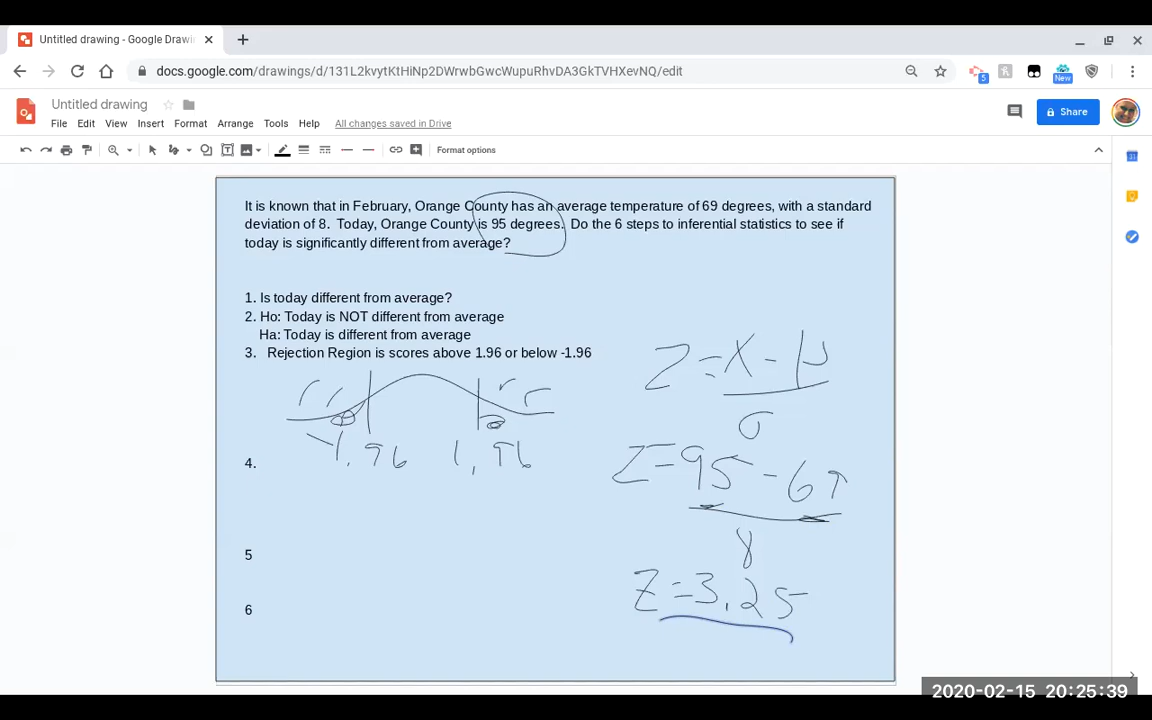 Untitled drawing - Google Drawi
docs.google.com/drawings/d/131L2kvytKtHiNp2DWrwbGwcWupuRhvDA3GkTVHXevNQ/edit
5
New
Untitled drawing
File Edit View Insert Format Arrange Tools Help All changes saved in Drive
Share
Format options
It is known that in February, Orange County has an average temperature of 69 degrees, with a standard
deviation of 8. Today, Orange County is 95 degrees. Do the 6 steps to inferential statistics to see if
today is significantly different from average?
1. Is today different from average?
2. Ho: Today is NOT different from average
Ha: Today is different from average
3. Rejection Region is scores above 1.96 or below -1.96
rr rr
-1.96 1.96
Z = X - μ
σ
4.
Z = 95 - 69
8
5
Z = 3.25
6
2020-02-15 20:25:39